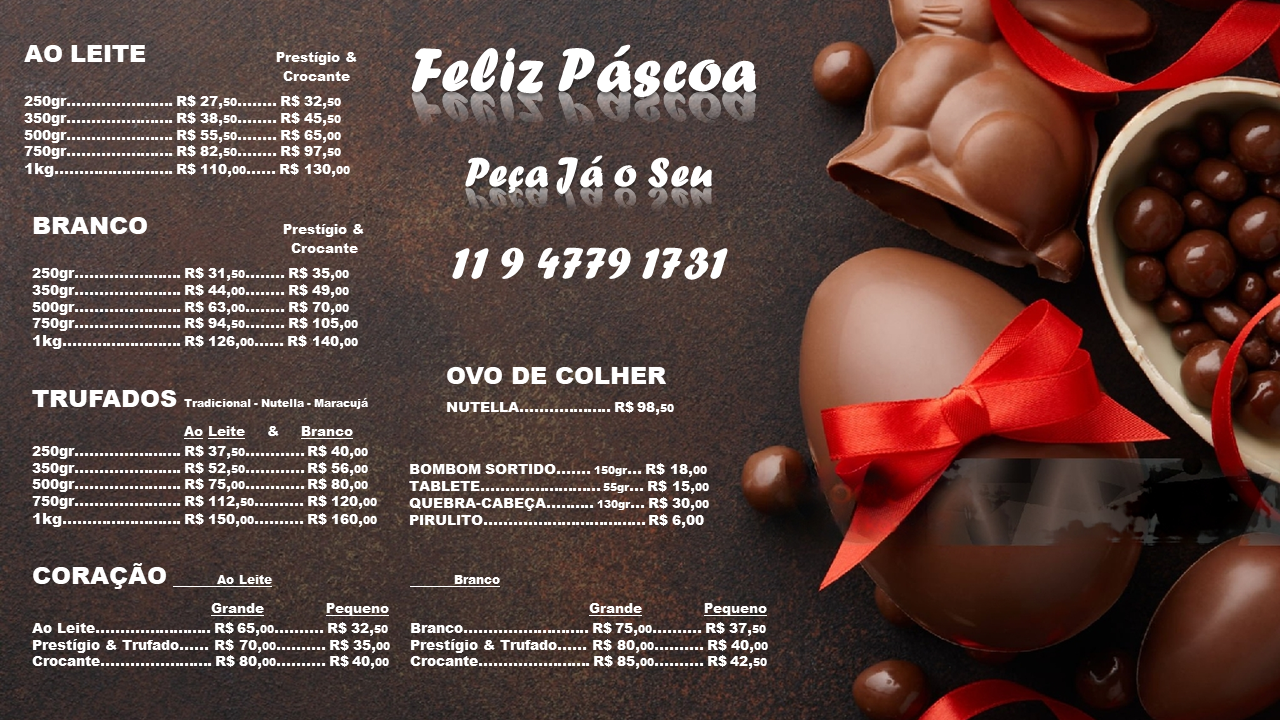 AO LEITE Prestígio &
Crocante
250gr...................... R$ 27,50........ R$ 32,50
350gr...................... R$ 38,50........ R$ 45,50
500gr...................... R$ 55,50........ R$ 65,00
750gr...................... R$ 82,50........ R$ 97,50
1kg........................ R$ 110,00...... R$ 130,00
BRANCO Prestígio &
Crocante
250gr...................... R$ 31,50........ R$ 35,00
350gr...................... R$ 44,00........ R$ 49,00
500gr...................... R$ 63,00........ R$ 70,00
750gr...................... R$ 94,50........ R$ 105,00
1kg........................ R$ 126,00...... R$ 140,00
TRUFADOS Tradicional - Nutella - Maracujá
Ao Leite & Branco
250gr...................... R$ 37,50............ R$ 40,00
350gr...................... R$ 52,50............ R$ 56,00
500gr...................... R$ 75,00............ R$ 80,00
750gr...................... R$ 112,50.......... R$ 120,00
1kg........................ R$ 150,00.......... R$ 160,00
Feliz Páscoa
Peça Já o Seu
11 9 4779 1731
OVO DE COLHER
NUTELLA................... R$ 98,50
BOMBOM SORTIDO....... 150gr... R$ 18,00
TABLETE......................... 55gr... R$ 15,00
QUEBRA-CABEÇA.......... 130gr... R$ 30,00
PIRULITO.................................. R$ 6,00
CORAÇÃO Ao Leite
Grande Pequeno
Ao Leite........................ R$ 65,00.......... R$ 32,50
Prestígio & Trufado...... R$ 70,00.......... R$ 35,00
Crocante....................... R$ 80,00.......... R$ 40,00
Branco
Grande Pequeno
Branco.......................... R$ 75,00.......... R$ 37,50
Prestígio & Trufado...... R$ 80,00.......... R$ 40,00
Crocante....................... R$ 85,00.......... R$ 42,50